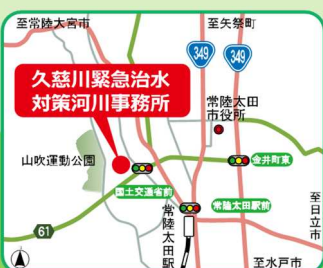 至常陸大宮市
至矢祭町
349
349
久慈川緊急治水
対策河川事務所
常陸太田
市役所
山吹運動公園
金井町東
国土交通省前
常陸太田駅前
61
常陸太田駅
至日立市
至水戸市